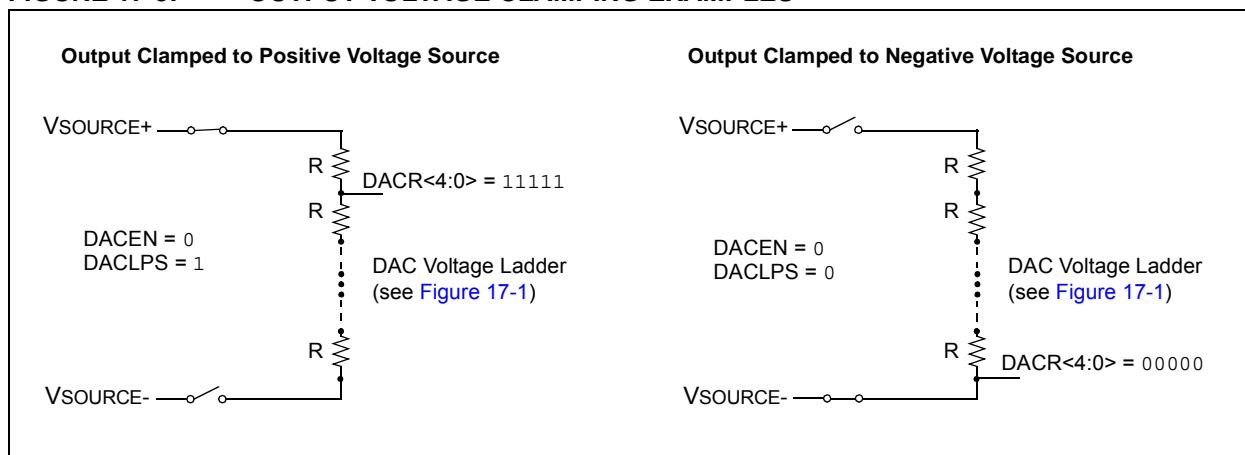 FIGURE 17-3: OUTPUT VOLTAGE CLAMPING EXAMPLES
Output Clamped to Positive Voltage Source
VSOURCE+
R
DACR<4:0> = 11111
R
DACEN = 0
DACLPS = 1
DAC Voltage Ladder
(see Figure 17-1)
R
VSOURCE-
Output Clamped to Negative Voltage Source
VSOURCE+
R
R
DACEN = 0
DACLPS = 0
DAC Voltage Ladder
(see Figure 17-1)
R
DACR<4:0> = 00000
VSOURCE-